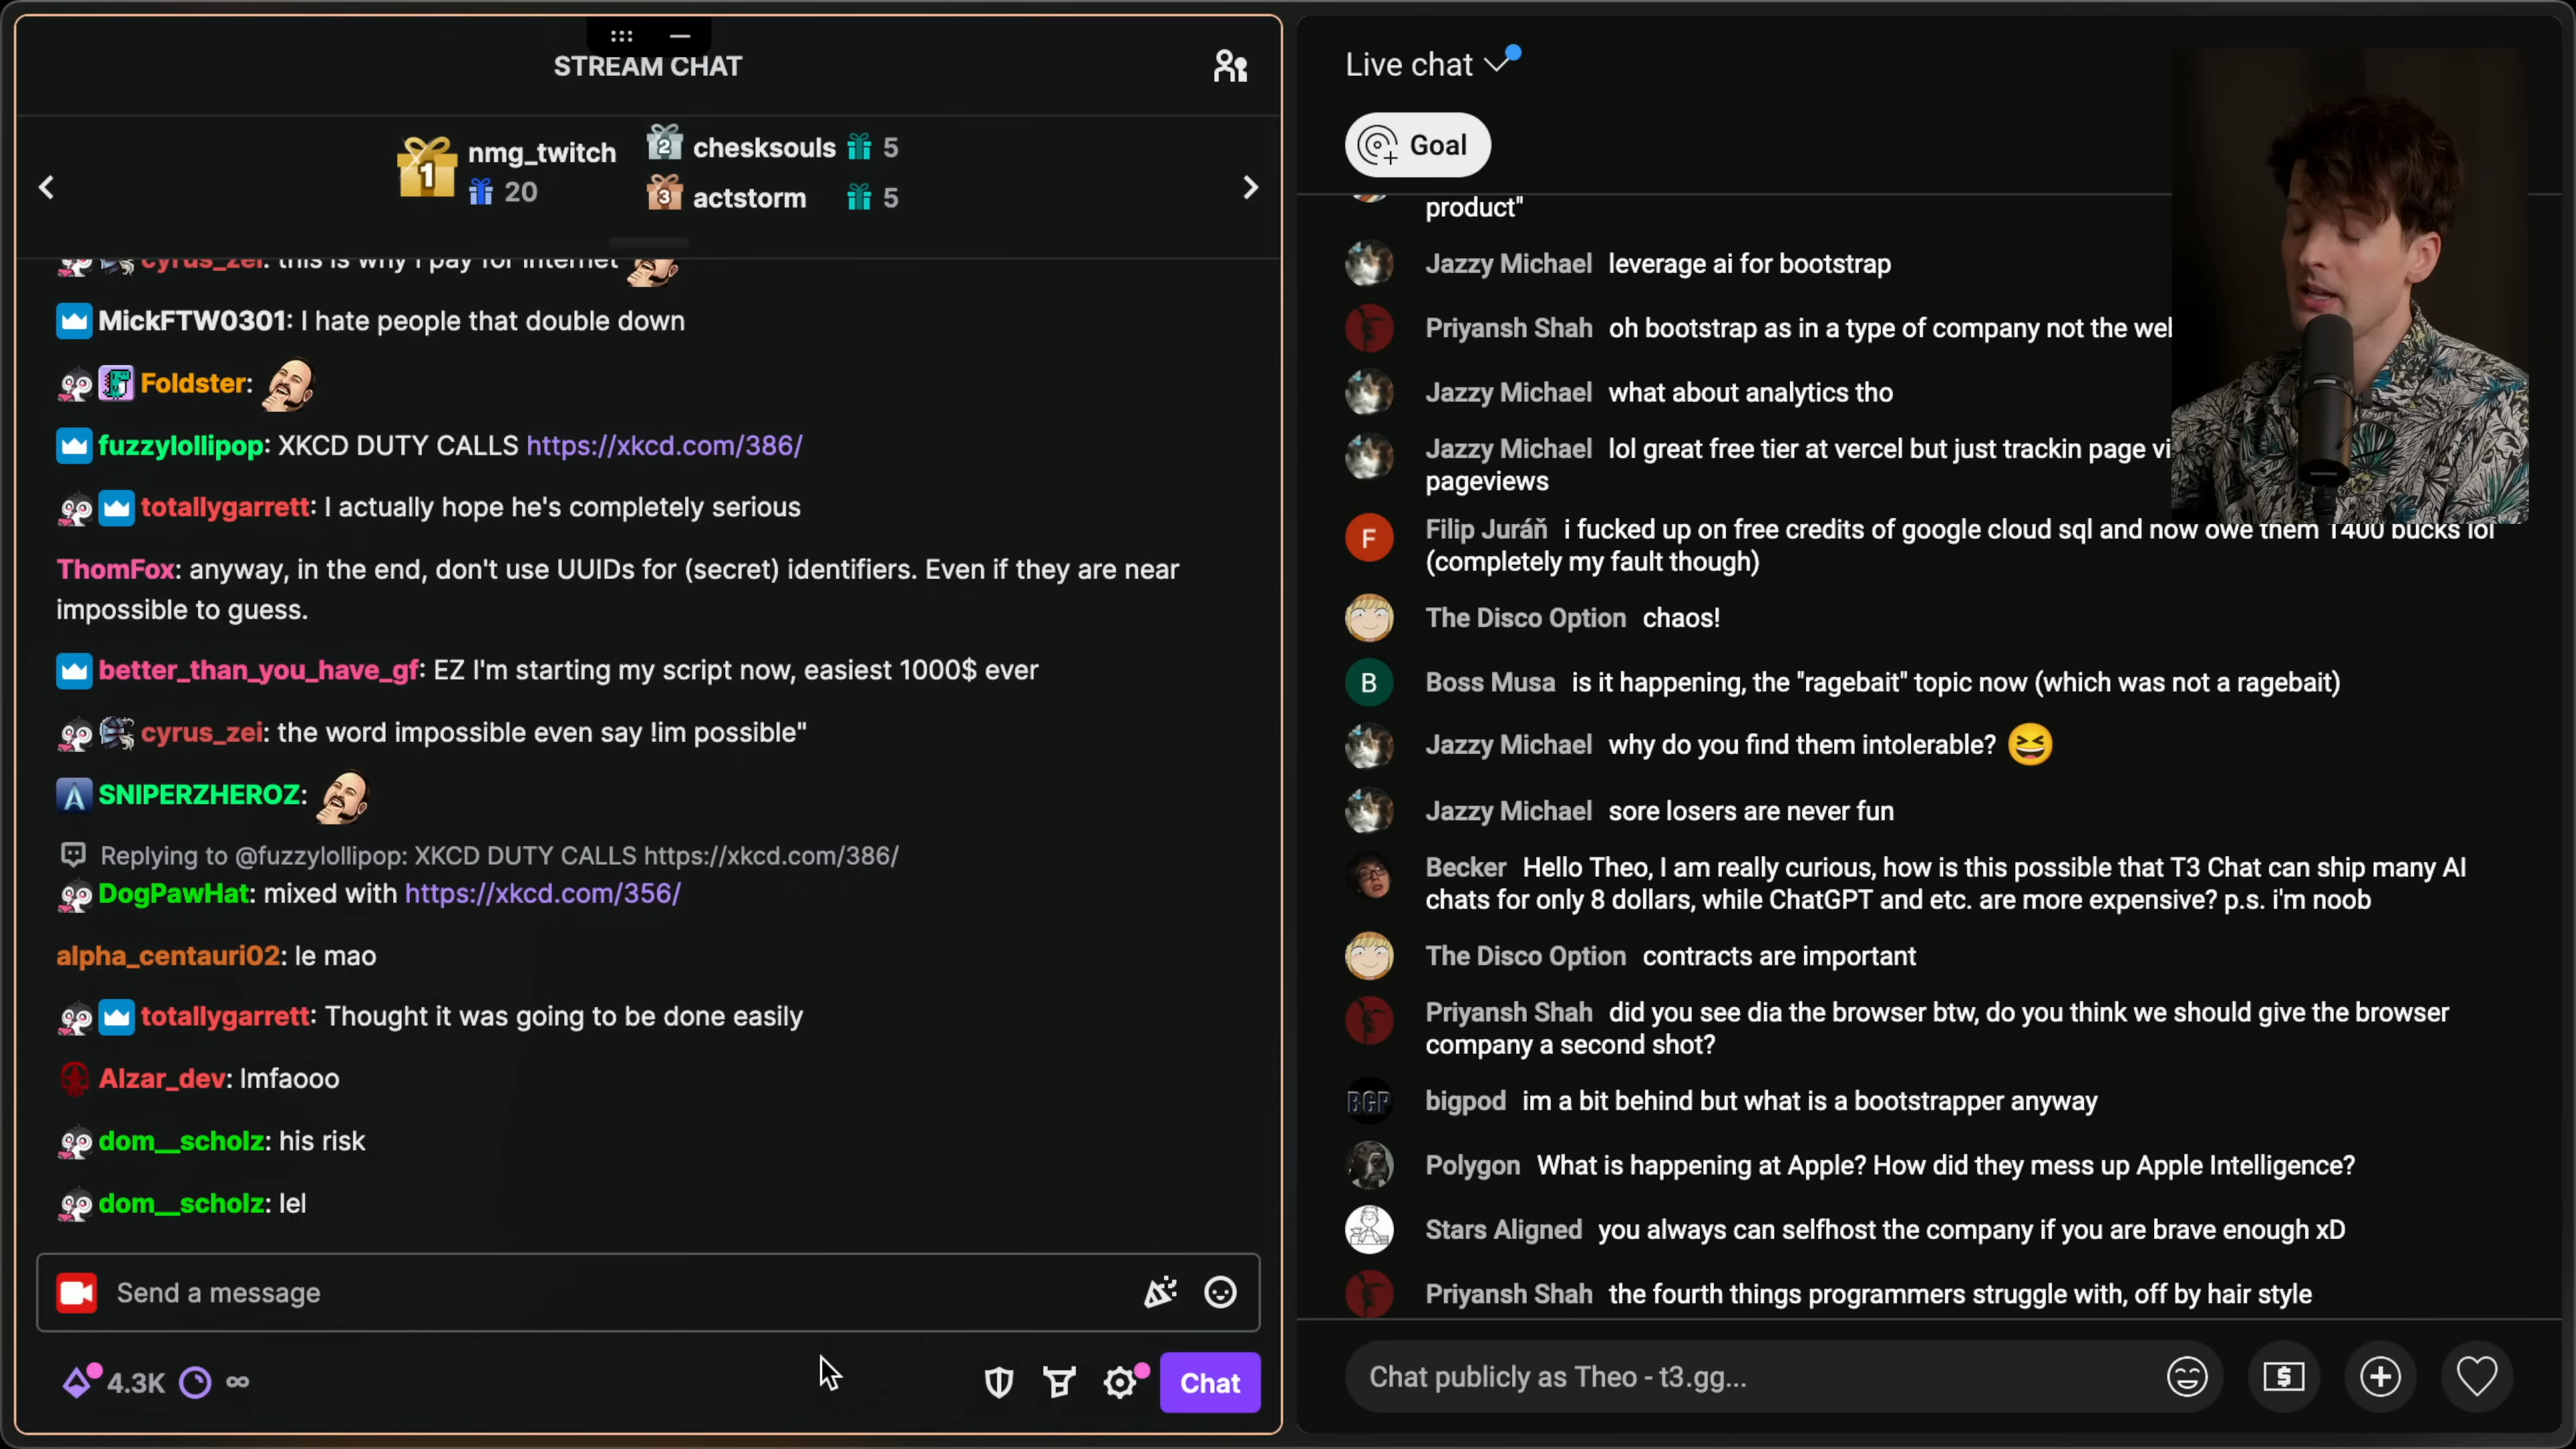 STREAM CHAT
1
nmg_twitch
20
2
chesksouls
5
3
actstorm
5
cyrus_zei: this is why I pay for internet
MickFTW0301: I hate people that double down
Foldster:
fuzzylollipop: XKCD DUTY CALLS https://xkcd.com/386/
totallygarrett: I actually hope he's completely serious
ThomFox: anyway, in the end, don't use UUIDs for (secret) identifiers. Even if they are near
impossible to guess.
better_than_you_have_gf: EZ I'm starting my script now, easiest 1000$ ever
cyrus_zei: the word impossible even say !im possible"
SNIPERZHEROZ:
Replying to @fuzzylollipop: XKCD DUTY CALLS https://xkcd.com/386/
DogPawHat: mixed with https://xkcd.com/356/
alpha_centauri02: le mao
totallygarrett: Thought it was going to be done easily
Alzar_dev: lmfaooo
dom__scholz: his risk
dom__scholz: lel
Send a message
4.3K
∞
Chat
Live chat
Goal
product"
Jazzy Michael leverage ai for bootstrap
Priyansh Shah oh bootstrap as in a type of company not the
Jazzy Michael what about analytics tho
Jazzy Michael lol great free tier at vercel but just trackin page
pageviews
F
Filip Juráň i fucked up on free credits of google cloud sql and now owe them 1400 bucks lol
(completely my fault though)
The Disco Option chaos!
B
Boss Musa is it happening, the "ragebait" topic now (which was not a ragebait)
Jazzy Michael why do you find them intolerable?
Jazzy Michael sore losers are never fun
Becker Hello Theo, I am really curious, how is this possible that T3 Chat can ship many AI
chats for only 8 dollars, while ChatGPT and etc. are more expensive? p.s. i'm noob
The Disco Option contracts are important
Priyansh Shah did you see dia the browser btw, do you think we should give the browser
company a second shot?
BGP
bigpod im a bit behind but what is a bootstrapper anyway
Polygon What is happening at Apple? How did they mess up Apple Intelligence?
Stars Aligned you always can selfhost the company if you are brave enough xD
Priyansh Shah the fourth things programmers struggle with, off by hair style
Chat publicly as Theo - t3.gg...